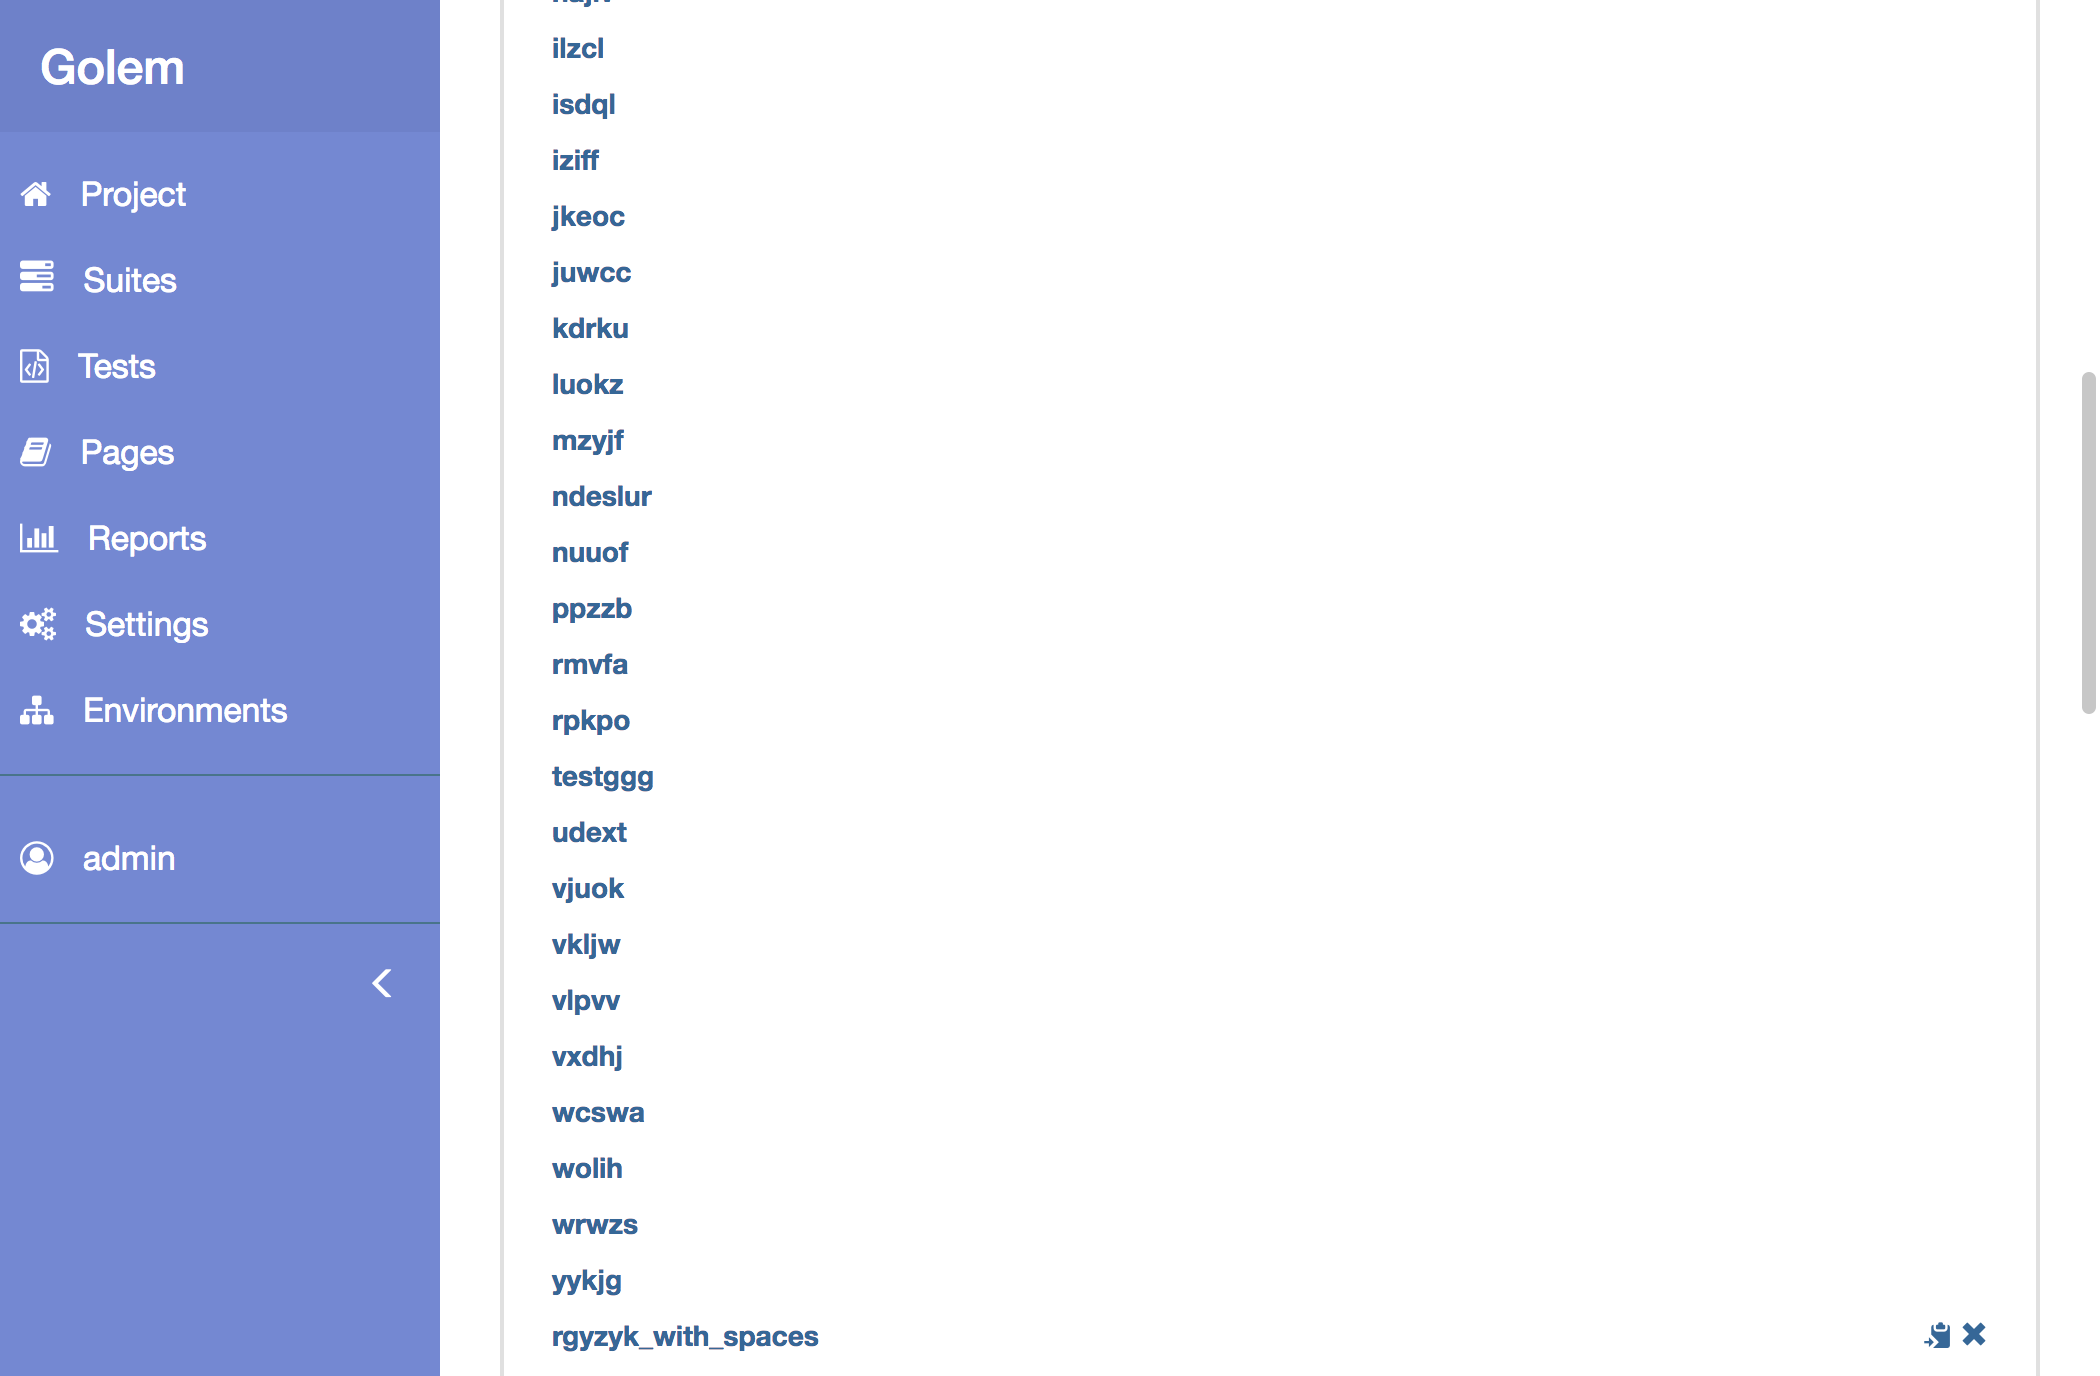 Golem
Project
Suites
Tests
Pages
Reports
Settings
Environments
admin
ilzcl
isdql
iziff
jkeoc
juwcc
kdrku
luokz
mzyjf
ndeslur
nuuof
ppzzb
rmvfa
rpkpo
testggg
udext
vjuok
vkljw
vlpvv
vxdhj
wcswa
wolih
wrwzs
yykjg
rgyzyk_with_spaces